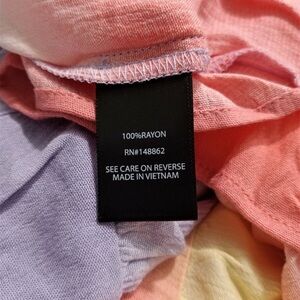 100%RAYON
RN#148862
SEE CARE ON REVERSE
MADE IN VIETNAM